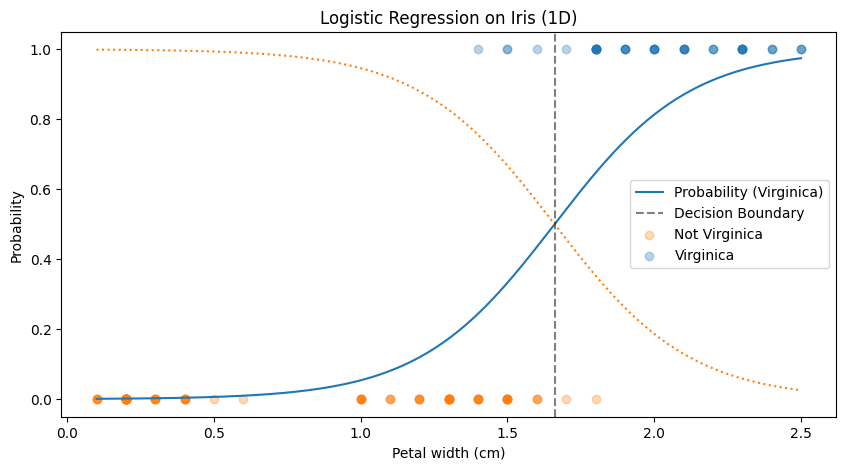 Logistic Regression on Iris (1D)
1.0
0.8
0.6
0.4
0.2
0.0
Probability
Probability (Virginica)
Decision Boundary
Not Virginica
Virginica
0.0 0.5 1.0 1.5 2.0 2.5
Petal width (cm)